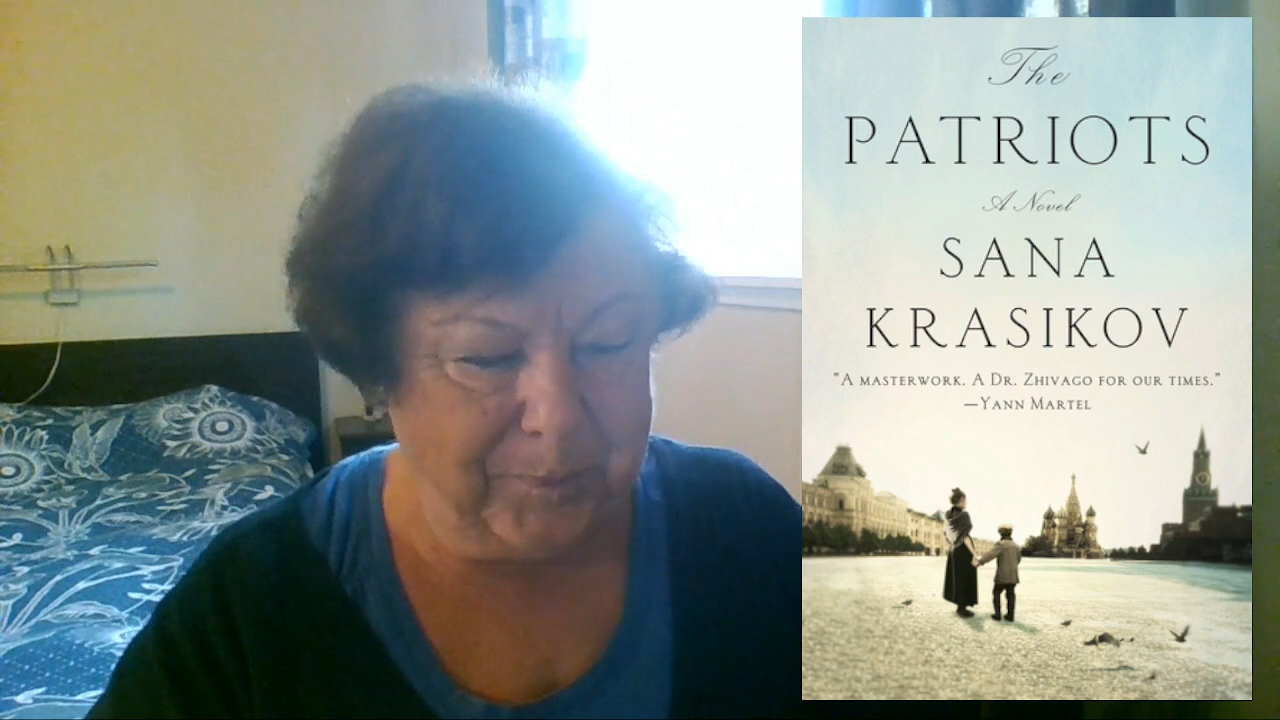 The
PATRIOTS
A Novel
SANA
KRASIKOV
"A MASTERWORK. A DR. ZHIVAGO FOR OUR TIMES."
—YANN MARTEL